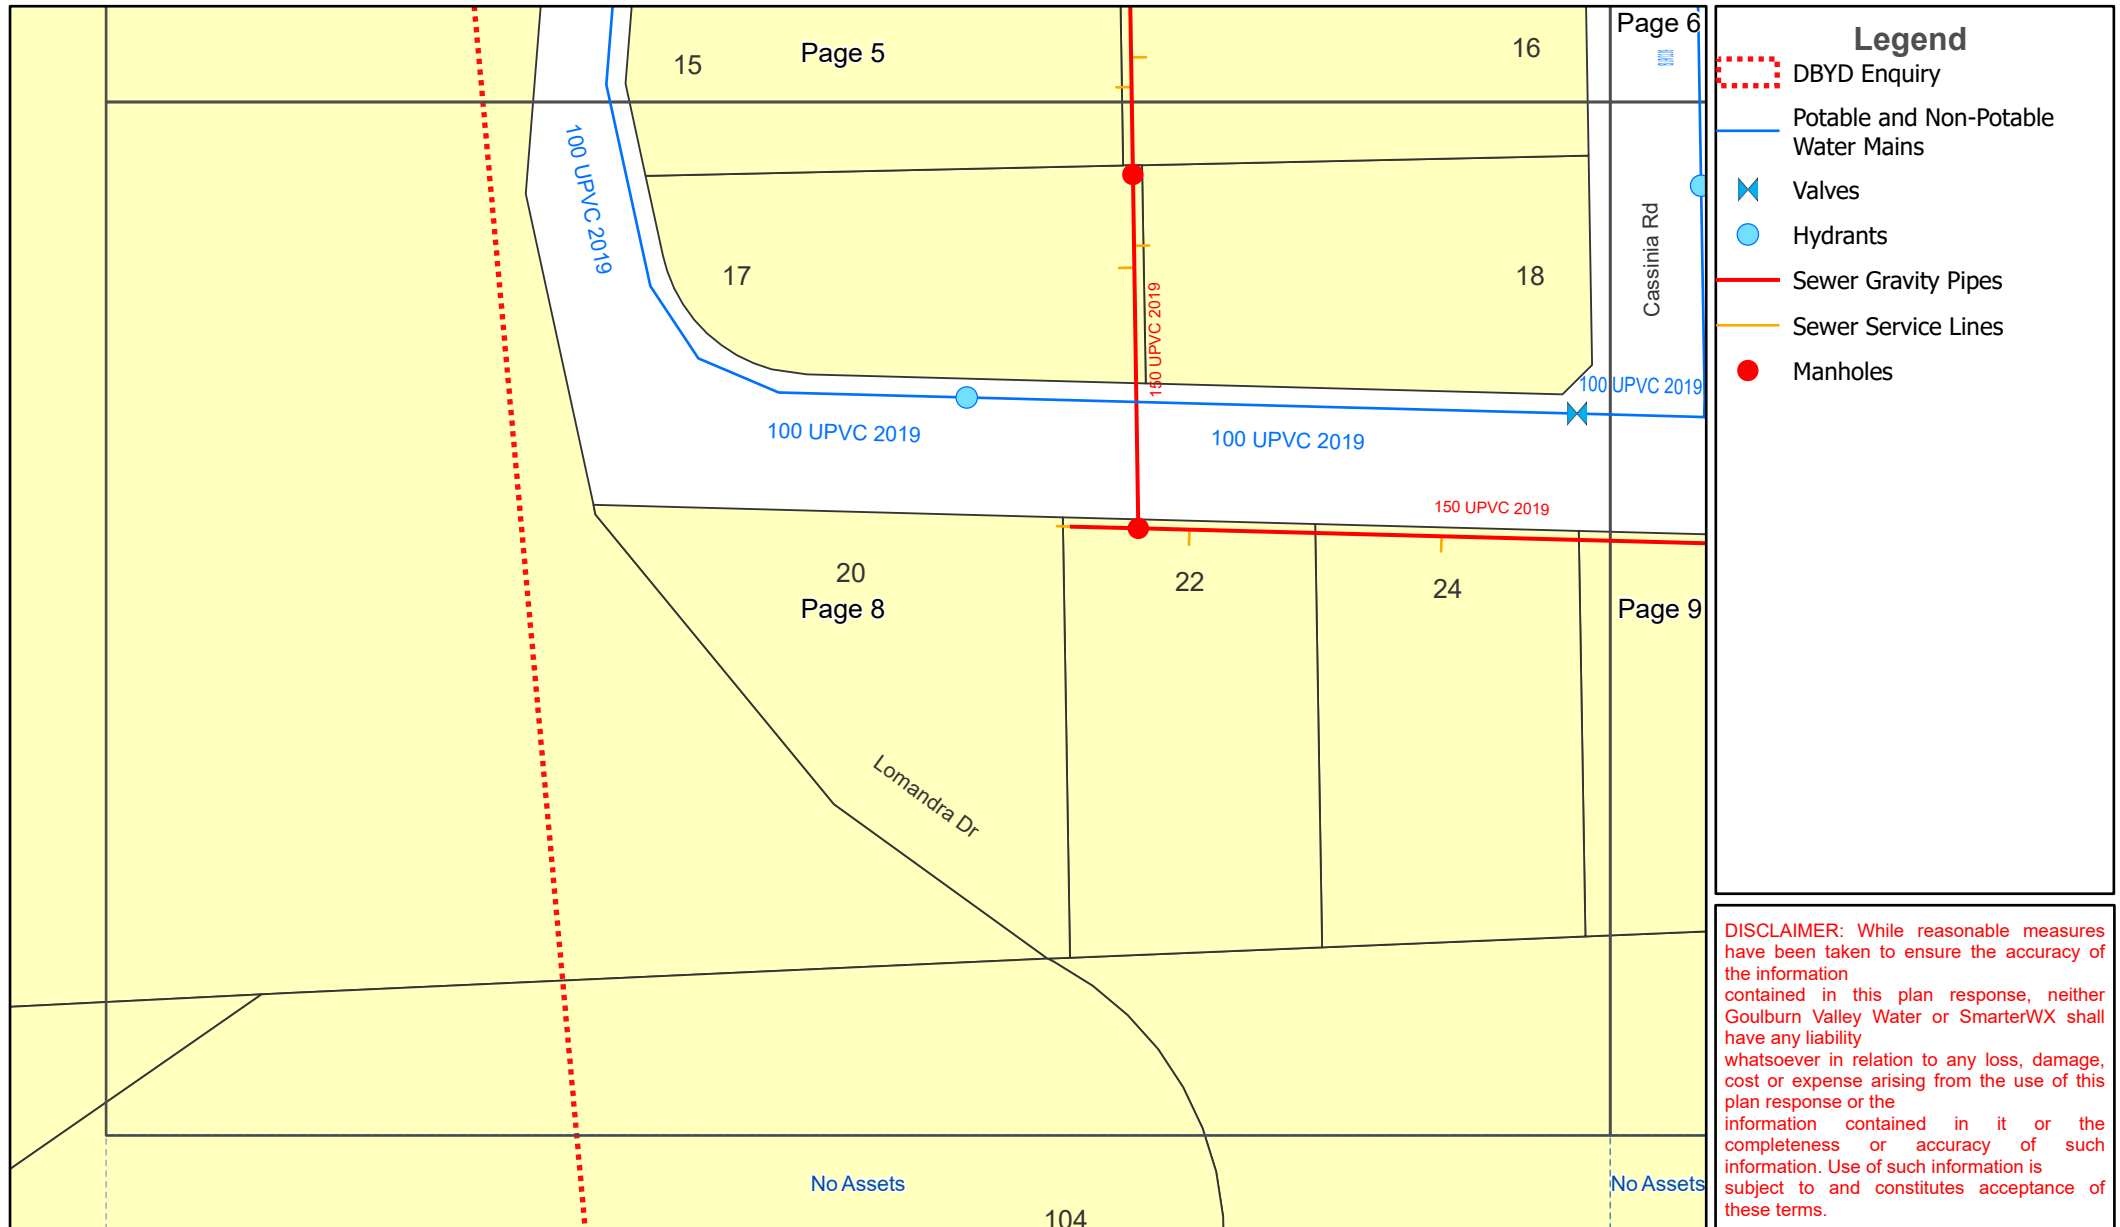 Page 5
15
16
Page 6
100 UPVC 2019
17
18
Cassinia Rd
150 UPVC 2019
100 UPVC 2019
100 UPVC 2019
100 UPVC 2019
150 UPVC 2019
20
22
24
Page 8
Page 9
Lomandra Dr
No Assets
No Assets
104
Legend
DBYD Enquiry
Potable and Non-Potable
Water Mains
Valves
Hydrants
Sewer Gravity Pipes
Sewer Service Lines
Manholes
DISCLAIMER: While reasonable measures
have been taken to ensure the accuracy of
the information
contained in this plan response, neither
Goulburn Valley Water or SmarterWX shall
have any liability
whatsoever in relation to any loss, damage,
cost or expense arising from the use of this
plan response or the
information contained in it or the
completeness or accuracy of such
information. Use of such information is
subject to and constitutes acceptance of
these terms.